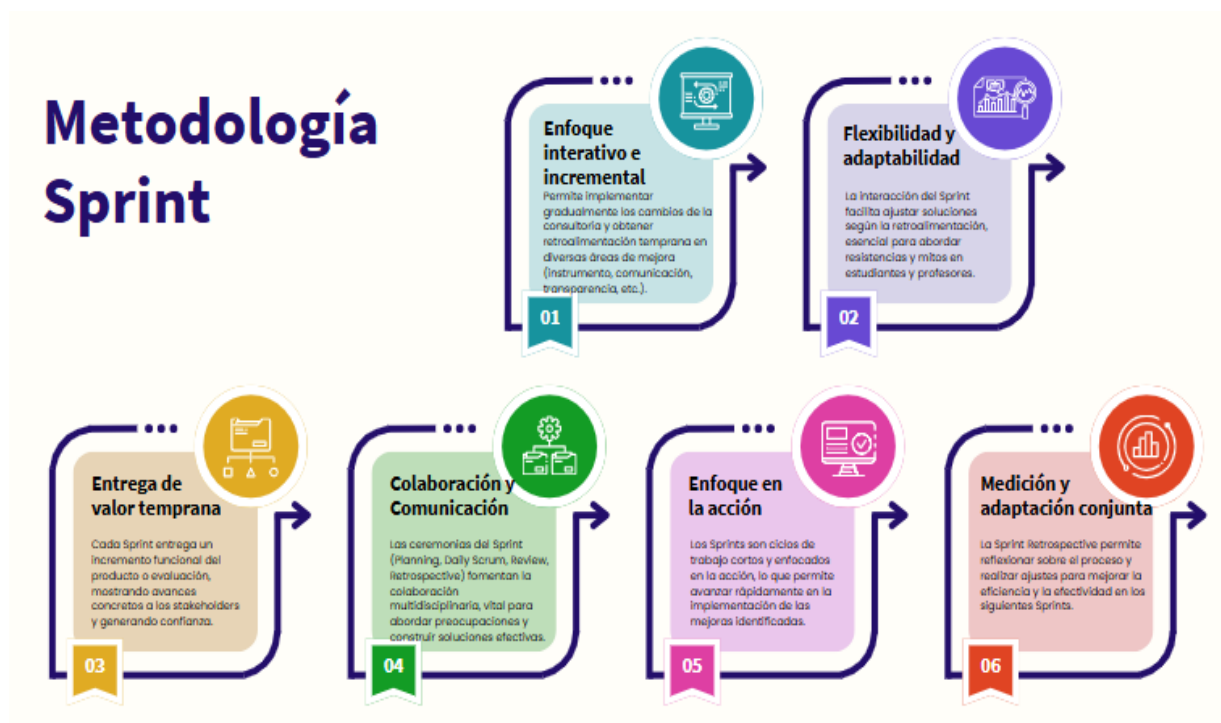 Metodología
Sprint
Enfoque
interativo e
incremental
Permite implementar
gradualmente los cambios de la
consultoría y obtener
retroalimentación temprana en
diversas áreas de mejora
(instrumento, comunicación,
transparencia, etc.).
01
Flexibilidad y
adaptabilidad
La interacción del Sprint
facilita ajustar soluciones
según la retroalimentación,
esencial para abordar
resistencias y mitos en
estudiantes y profesores.
02
Entrega de
valor temprana
Cada Sprint entrega un
incremento funcional del
producto o evaluación,
mostrando avances
concretos a los stakeholders
y generando confianza.
03
Colaboración y
Comunicación
Las ceremonias del Sprint
(Planning, Daily Scrum, Review,
Retrospective) fomentan la
colaboración
multidisciplinaria, vital para
abordar preocupaciones y
construir soluciones efectivas.
04
Enfoque en
la acción
Los Sprints son ciclos de
trabajo cortos y enfocados
en la acción, lo que permite
avanzar rápidamente en la
implementación de las
mejoras identificadas.
05
Medición y
adaptación conjunta
La Sprint Retrospective permite
reflexionar sobre el proceso y
realizar ajustes para mejorar la
eficiencia y la efectividad en los
siguientes Sprints.
06